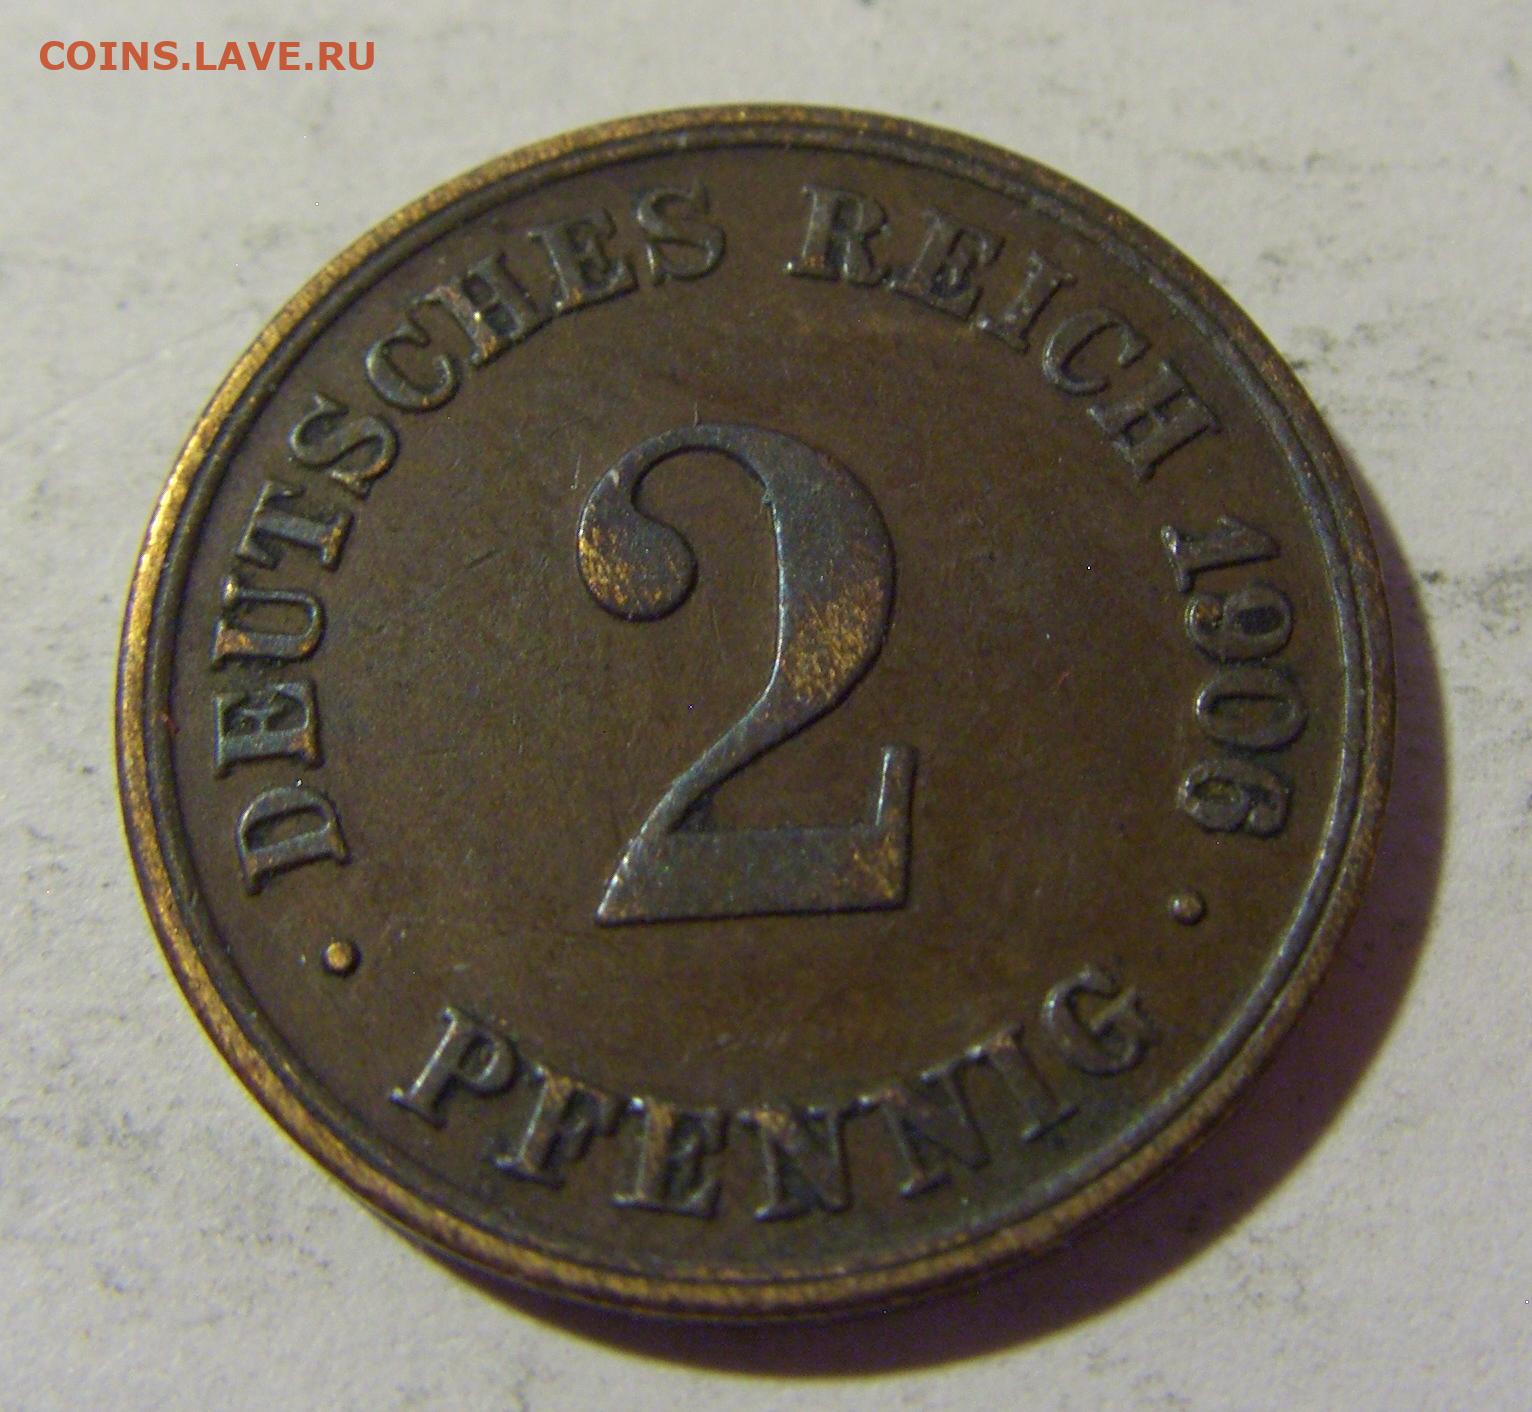 COINS.LAVE.RU
DEUTSCHES REICH 1906
2
· PFENNIG ·